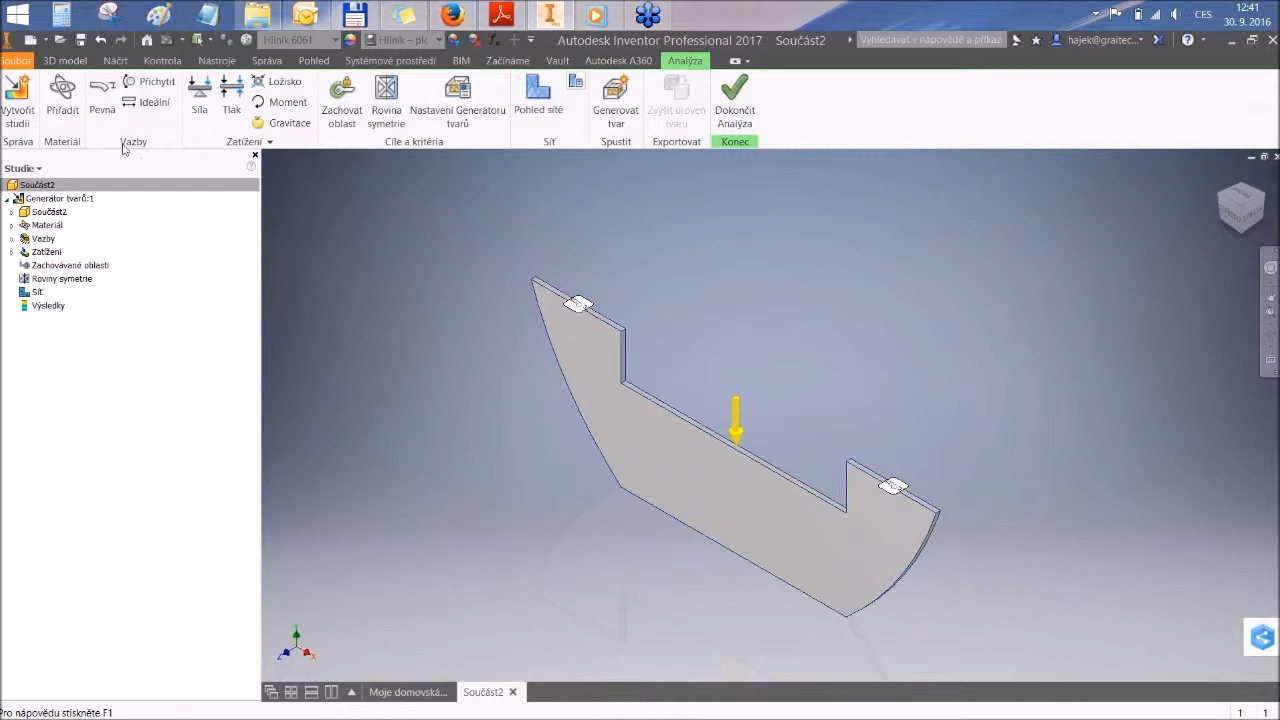 12:41
CES
30. 9. 2016
Hliník 6061
Hliník – plc
Autodesk Inventor Professional 2017 Součást2
Vyhledávat v nápovědě a příkaz
hajek@graitec...
Soubor 3D model Náčrt Kontrola Nástroje Správa Pohled Systémové prostředí BIM Začínáme Vault Autodesk A360 Analýza
Vytvořit studii
Přiřadit
Pevná
Přichytit
Ideální
Síla
Tlak
Ložisko
Moment
Gravitace
Zachovat oblast
Rovina symetrie
Nastavení Generátoru tvarů
Pohled sítě
Generovat tvar
Zvýšit úroveň tvaru
Dokončit Analýza
Správa Materiál Vazby Zatížení Cíle a kritéria Síť Spustit Exportovat Konec
Studie
Součást2
Generátor tvarů:1
Součást2
Materiál
Vazby
Zatížení
Zachovávané oblasti
Roviny symetrie
Síť
Výsledky
Z
X
Moje domovská...
Součást2
Pro nápovědu stiskněte F1
1 1